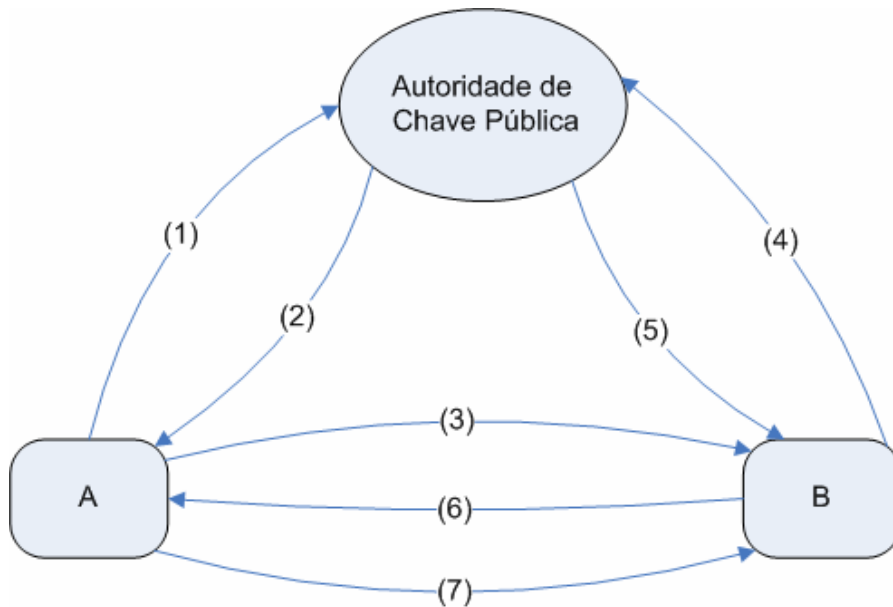 Autoridade de
Chave Pública
(1)
(4)
(2)
(5)
(3)
A
B
(6)
(7)